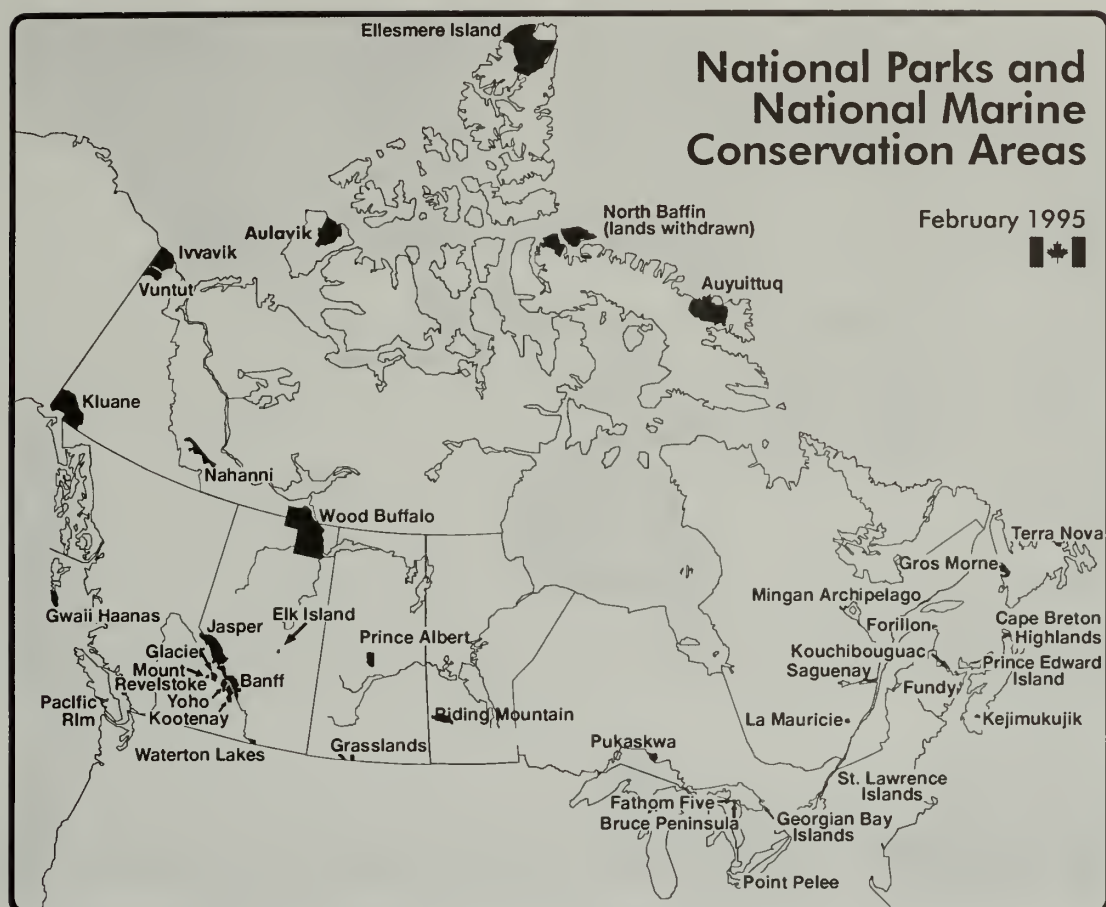 National Parks and
National Marine
Conservation Areas
February 1995
Ellesmere Island
North Baffin
(lands withdrawn)
Aulavik
Ivvavik
Vuntut
Auyuittuq
Kluane
Nahanni
Wood Buffalo
Terra Nova
Gros Morne
Mingan Archipelago
Gwaii Haanas
Elk Island
Jasper
Prince Albert
Forillon
Cape Breton
Highlands
Glacier
Mount
Revelstoke
Banff
Kouchibouguac
Saguenay
Prince Edward
Island
Yoho
Kootenay
Fundy
Pacific
Rim
Riding Mountain
La Mauricie
Kejimukujik
Waterton Lakes
Grasslands
Pukaskwa
St. Lawrence
Islands
Fathom Five
Bruce Peninsula
Georgian Bay
Islands
Point Pelee